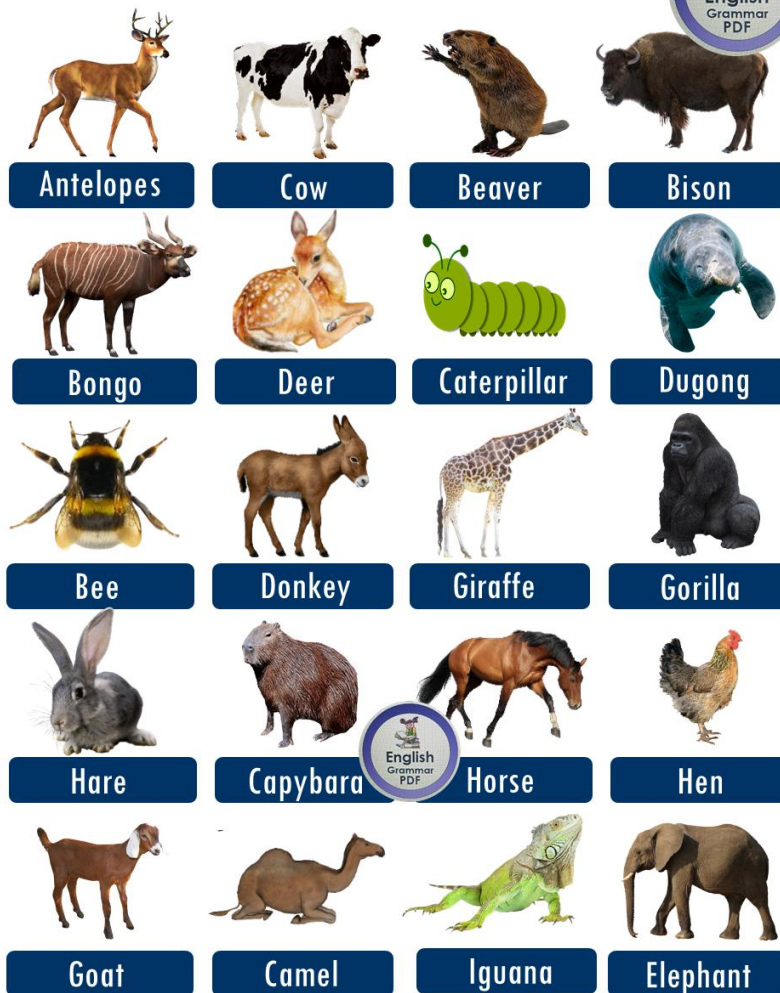 English
Grammar
PDF
Antelopes
Cow
Beaver
Bison
Bongo
Deer
Caterpillar
Dugong
Bee
Donkey
Giraffe
Gorilla
Hare
Capybara
English
Grammar
PDF
Horse
Hen
Goat
Camel
Iguana
Elephant